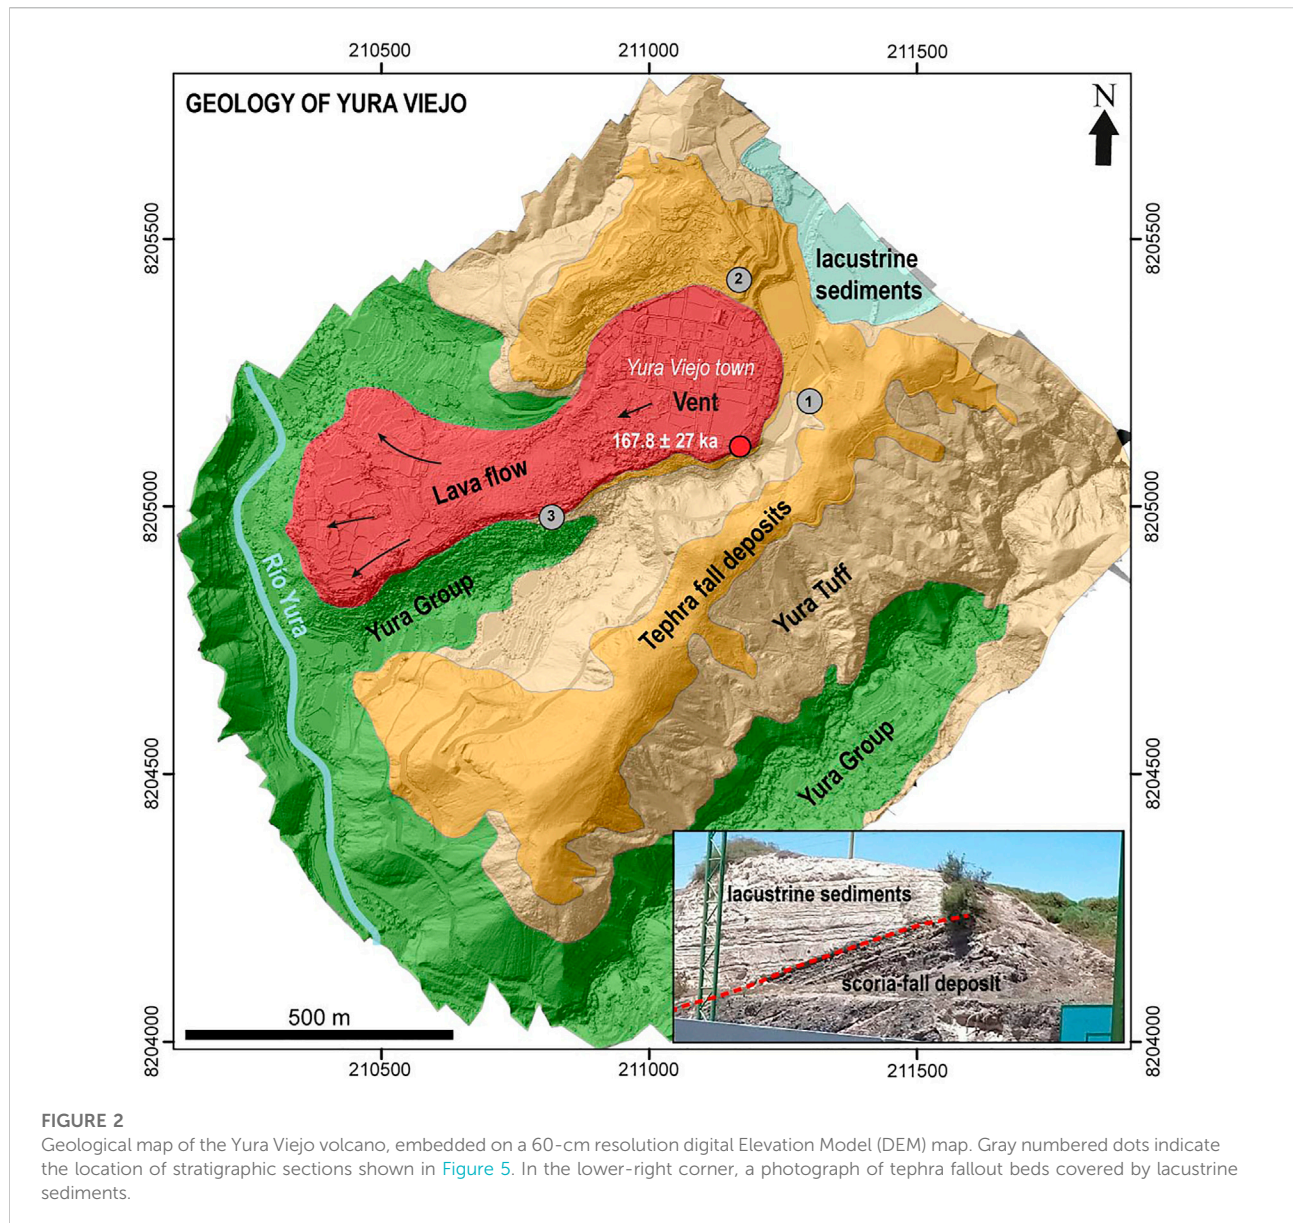 210500
211000
211500
GEOLOGY OF YURA VIEJO
N
8205500
8205500
lacustrine
sediments
2
Yura Viejo town
Vent
1
167.8 ± 27 ka
Lava flow
8205000
8205000
3
Tephra fall deposits
Río Yura
Yura Group
Yura Tuff
8204500
8204500
Yura Group
lacustrine sediments
scoria-fall deposit
500 m
8204000
8204000
210500
211000
211500
FIGURE 2
Geological map of the Yura Viejo volcano, embedded on a 60-cm resolution digital Elevation Model (DEM) map. Gray numbered dots indicate
the location of stratigraphic sections shown in Figure 5. In the lower-right corner, a photograph of tephra fallout beds covered by lacustrine
sediments.